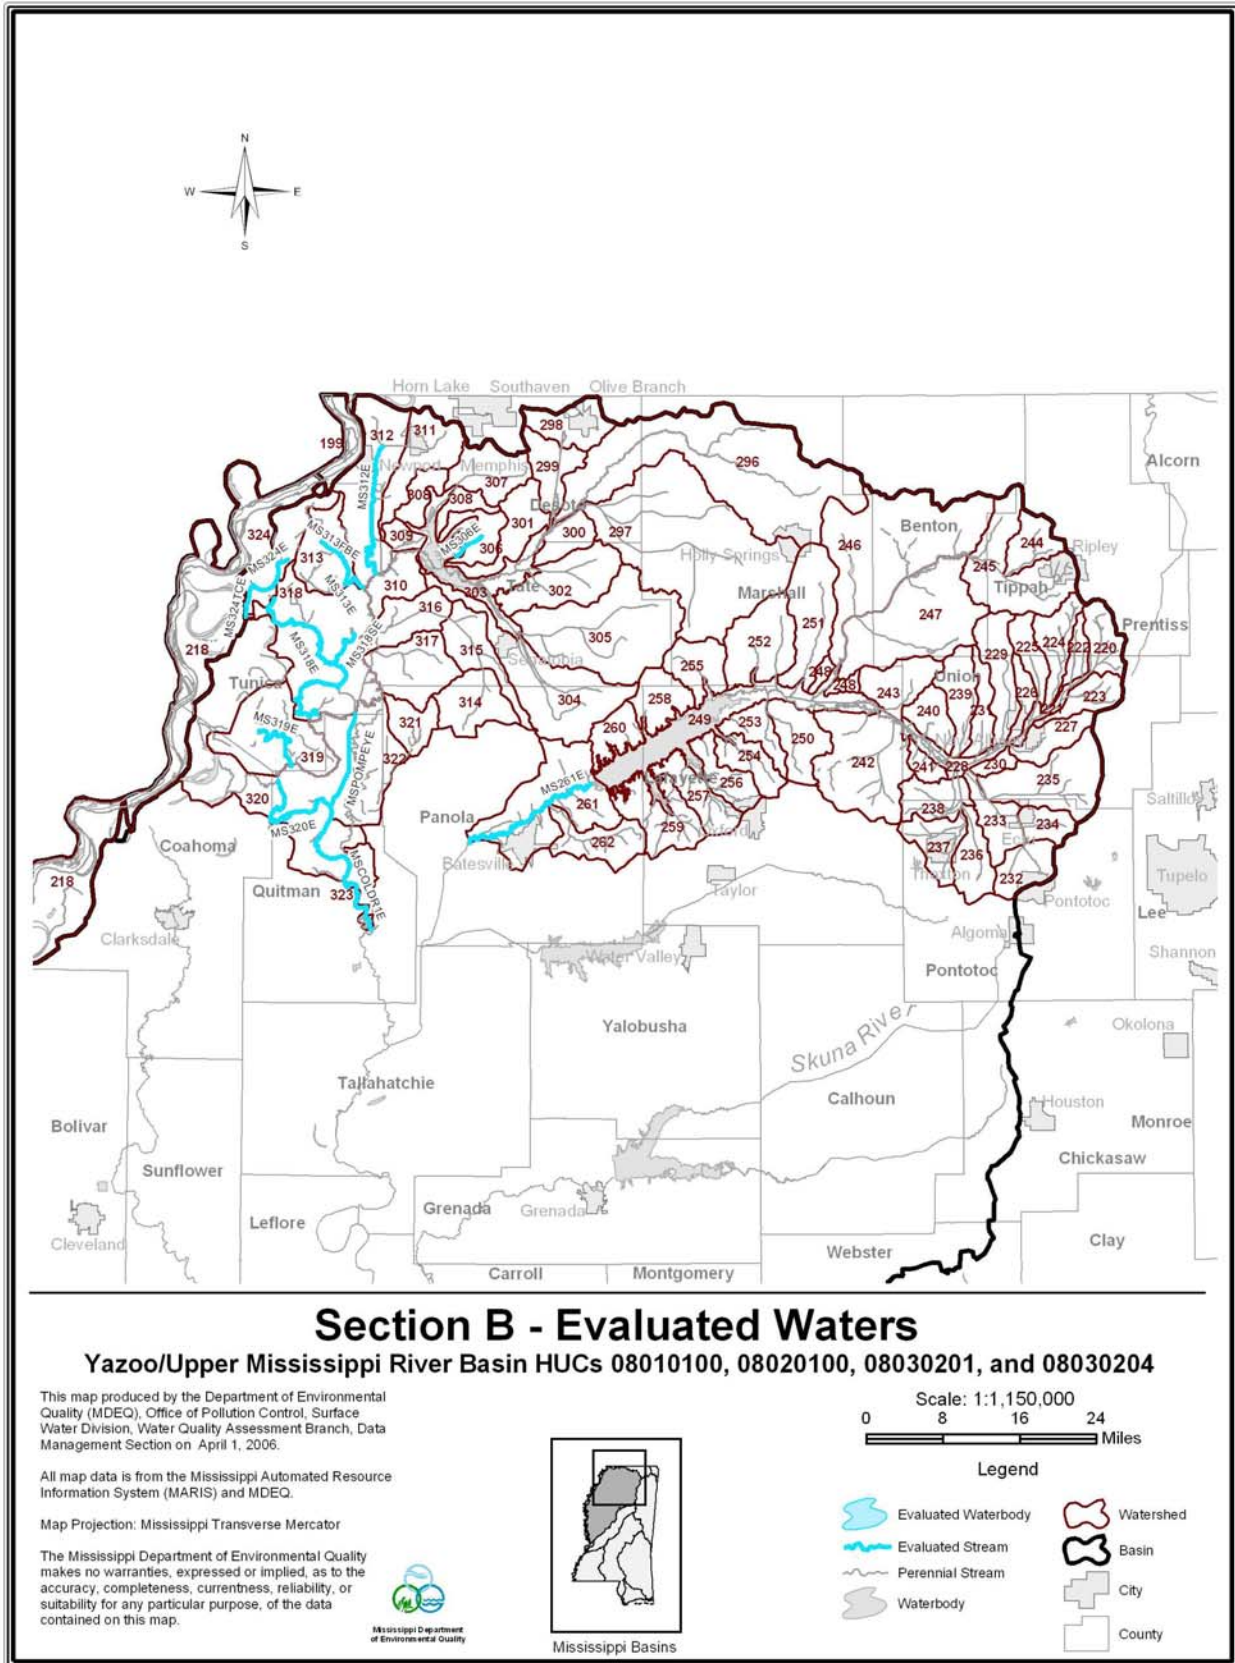 N
W
E
S
Horn Lake
Southaven
Olive Branch
298
311
312
199
Alcorn
296
Newport
Memphis
299
307
MS312E
308
308
Desoto
Benton
324
MS313FBE
301
300
297
246
244
Ripley
309
MS306E
306
Holly Springs
MS324E
313
245
310
Tate
Tippah
MS324TCE
318
MS313E
303
302
Marshall
316
247
251
Prentiss
317
305
252
224
225
222
220
218
MS318E
MS318SE
315
Senatobia
229
255
248
Union
Tunica
248
243
239
226
223
314
304
258
240
231
221
227
MS319E
321
260
249
253
250
New Albany
319
322
254
242
241
228
230
235
MSPOMPEYE
MS261E
Lafayette
256
320
261
257
238
Saltillo
Panola
233
234
MS320E
259
Oxford
Ecru
Coahoma
262
237
236
Batesville
Thaxton
218
Quitman
323
MSCOLDR1E
232
Tupelo
Taylor
Pontotoc
Lee
Clarksdale
Algoma
Water Valley
Shannon
Pontotoc
Yalobusha
Skuna River
Okolona
Tallahatchie
Calhoun
Houston
Bolivar
Monroe
Chickasaw
Sunflower
Grenada
Grenada
Leflore
Cleveland
Clay
Webster
Carroll
Montgomery
Section B - Evaluated Waters
Yazoo/Upper Mississippi River Basin HUCs 08010100, 08020100, 08030201, and 08030204
This map produced by the Department of Environmental
Quality (MDEQ), Office of Pollution Control, Surface
Water Division, Water Quality Assessment Branch, Data
Management Section on April 1, 2006.
All map data is from the Mississippi Automated Resource
Information System (MARIS) and MDEQ.
Map Projection: Mississippi Transverse Mercator
The Mississippi Department of Environmental Quality
makes no warranties, expressed or implied, as to the
accuracy, completeness, currentness, reliability, or
suitability for any particular purpose, of the data
contained on this map.
Mississippi Department
of Environmental Quality
Mississippi Basins
Scale: 1:1,150,000
0 8 16 24
Miles
Legend
Evaluated Waterbody
Evaluated Stream
Perennial Stream
Waterbody
Watershed
Basin
City
County